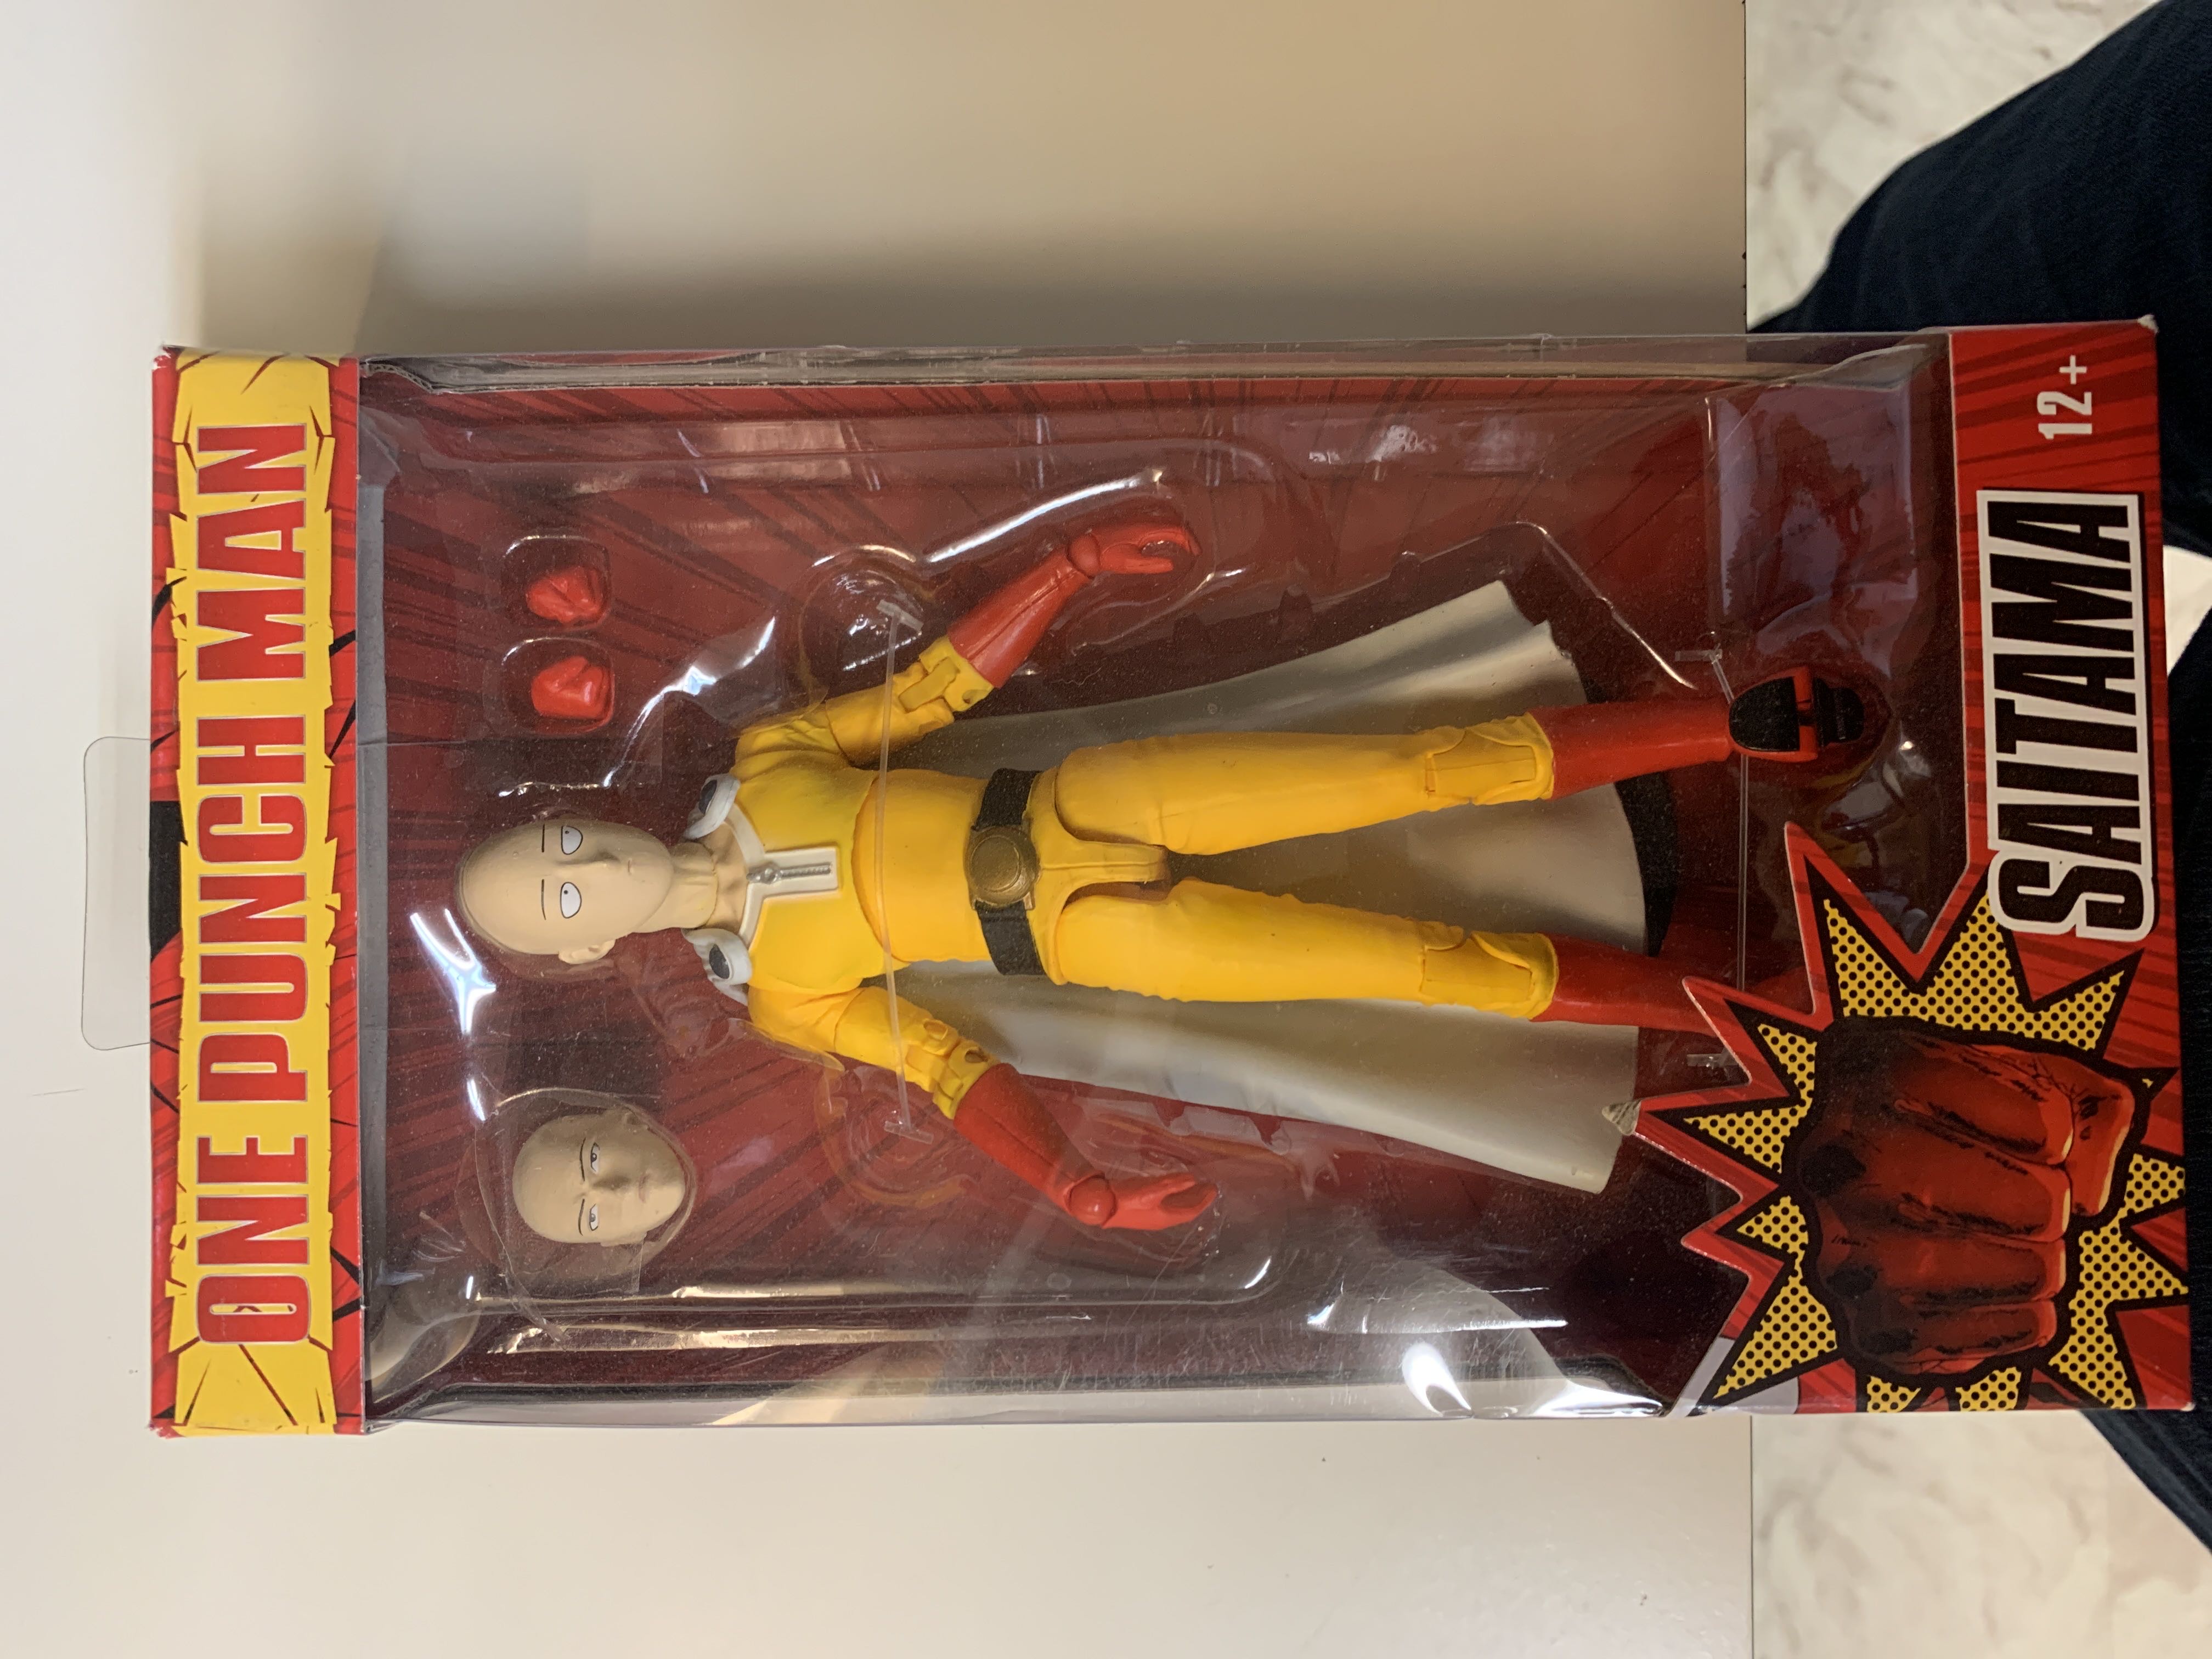 ONE PUNCH MAN
12+
SAITAMA